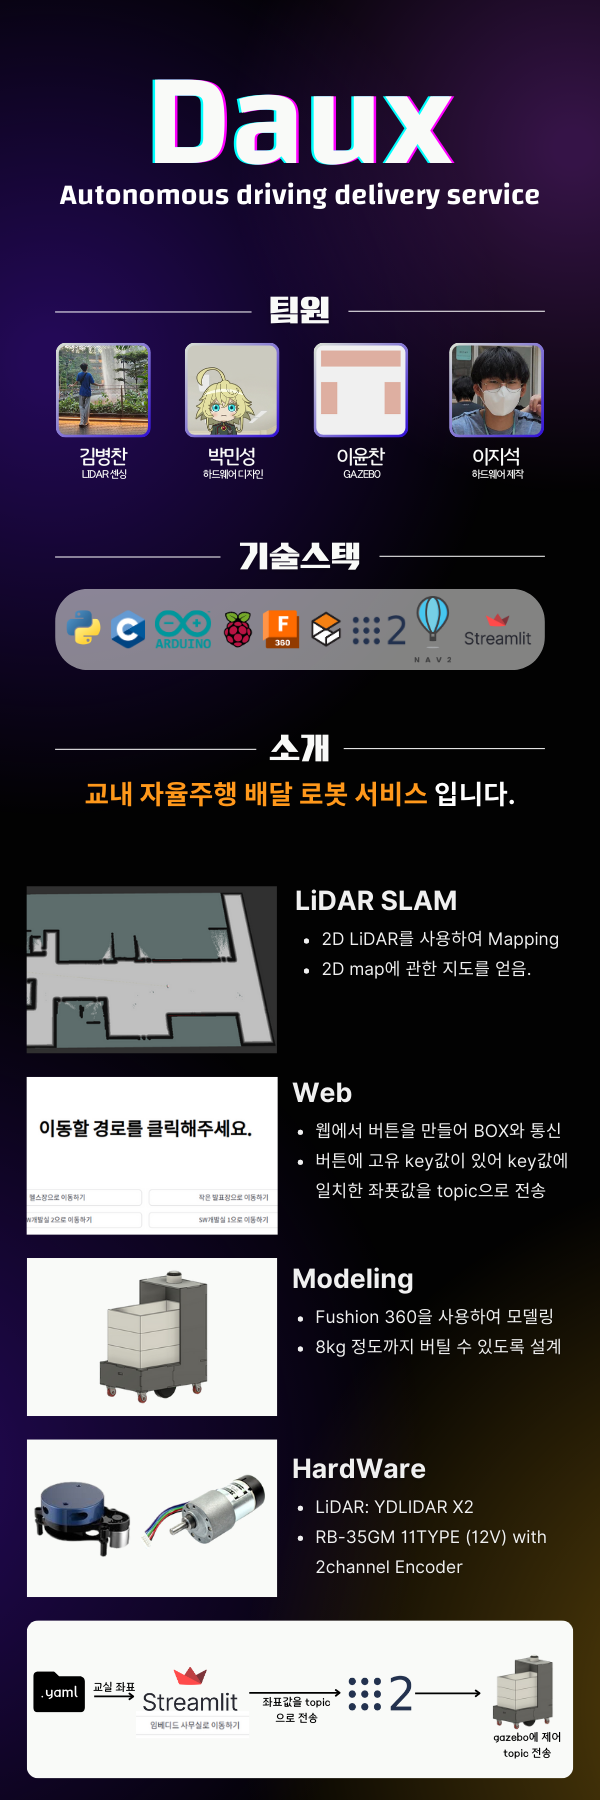 Daux
Autonomous driving delivery service
팀원
김병찬
LIDAR 센싱
박민성
하드웨어 디자인
이윤찬
GAZEBO
이지석
하드웨어 제작
기술스택
ARDUINO
F
360
2
NAV2
Streamlit
소개
교내 자율주행 배달 로봇 서비스 입니다.
LiDAR SLAM
2D LiDAR를 사용하여 Mapping
2D map에 관한 지도를 얻음.
이동할 경로를 클릭해주세요.
헬스장으로 이동하기
작은 발표장으로 이동하기
W개발실 2으로 이동하기
SW개발실 1으로 이동하기
Web
웹에서 버튼을 만들어 BOX와 통신
버튼에 고유 key값이 있어 key값에
일치한 좌푯값을 topic으로 전송
Modeling
Fushion 360을 사용하여 모델링
8kg 정도까지 버틸 수 있도록 설계
HardWare
LiDAR: YDLIDAR X2
RB-35GM 11TYPE (12V) with
2channel Encoder
.yaml
교실 좌표
Streamlit
임베디드 사무실로 이동하기
좌표값을 topic
으로 전송
2
gazebo에 제어
topic 전송